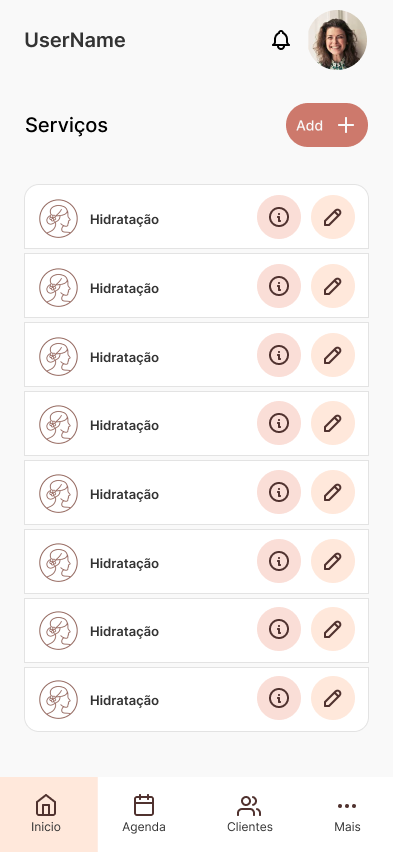 UserName
Serviços
Add
Hidratação
Hidratação
Hidratação
Hidratação
Hidratação
Hidratação
Hidratação
Hidratação
Inicio
Agenda
Clientes
Mais